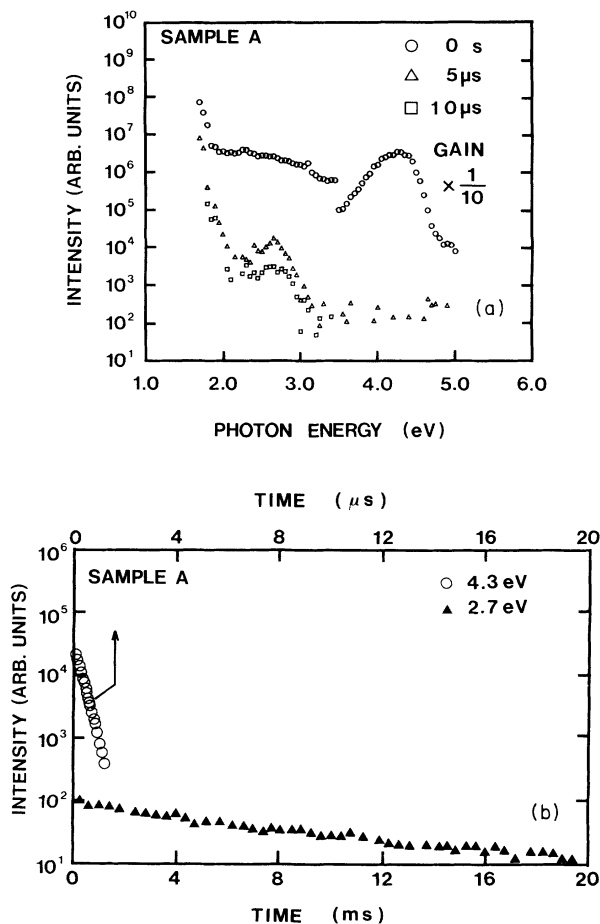 SAMPLE A
○ 0 s
△ 5 μs
□ 10 μs
GAIN
× 1/10
(a)
INTENSITY (ARB. UNITS)
10^10
10^9
10^8
10^7
10^6
10^5
10^4
10^3
10^2
10^1
1.0 2.0 3.0 4.0 5.0 6.0
PHOTON ENERGY (eV)
TIME (μs)
0 4 8 12 16 20
SAMPLE A
○ 4.3 eV
▲ 2.7 eV
(b)
INTENSITY (ARB. UNITS)
10^6
10^5
10^4
10^3
10^2
10^1
0 4 8 12 16 20
TIME (ms)